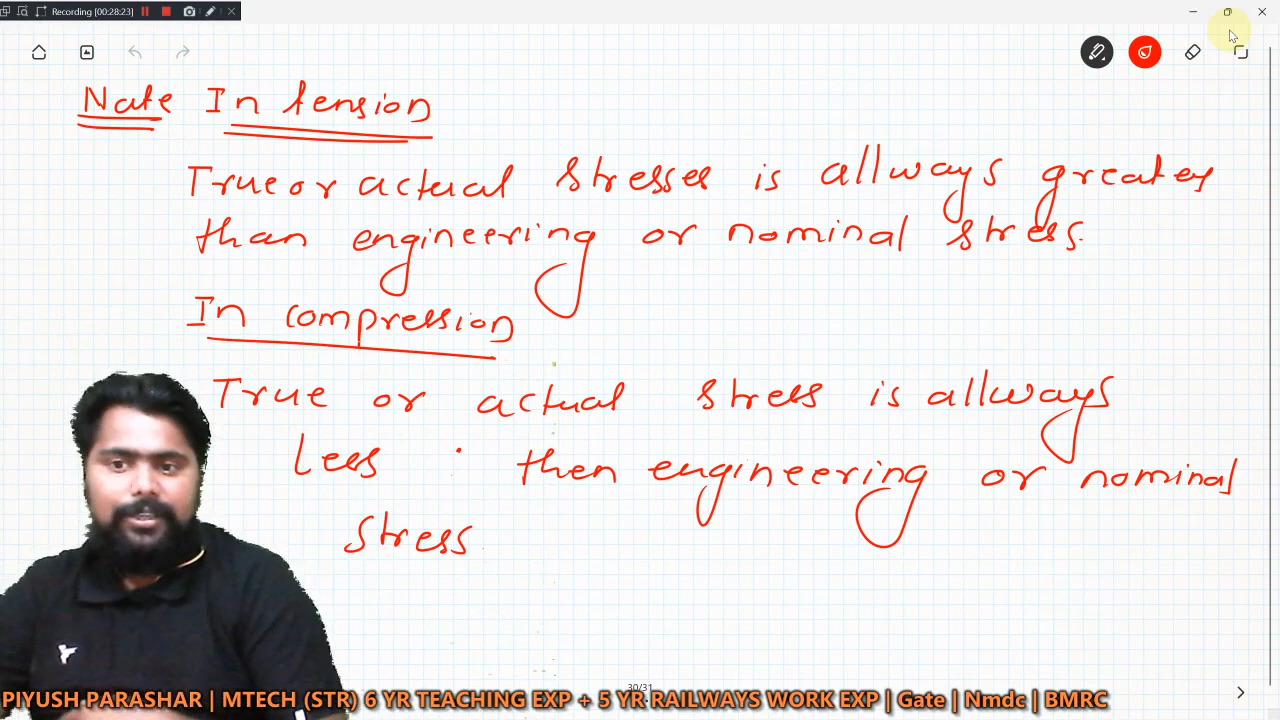 Recording [00:28:23]
Note In tension
True or actual stresses is allways greater
than engineering or nominal stress.
In compression
True or actual stress is allways
less then engineering or nominal
stress
30/31
PIYUSH PARASHAR | MTECH (STR) 6 YR TEACHING EXP + 5 YR RAILWAYS WORK EXP | Gate | Nmdc | BMRC